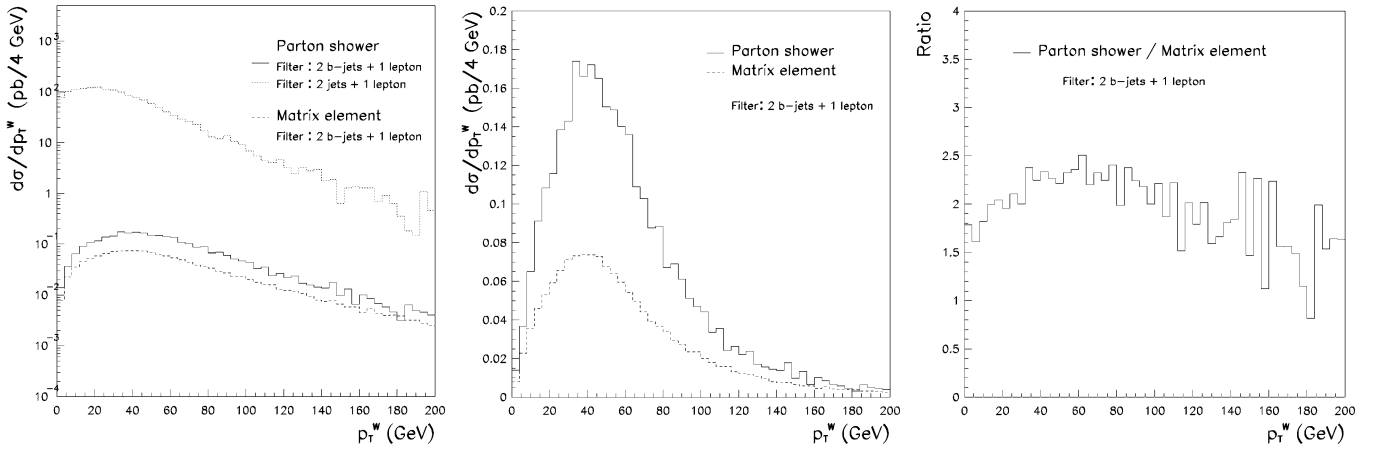 dσ/dp_T^W (pb/4 GeV)
10^3
10^2
10
1
10^-1
10^-2
10^-3
10^-4
Parton shower
Filter: 2 b-jets + 1 lepton
Filter: 2 jets + 1 lepton
Matrix element
Filter: 2 b-jets + 1 lepton
0 20 40 60 80 100 120 140 160 180 200
p_T^W (GeV)
dσ/dp_T^W (pb/4 GeV)
0.2
0.18
0.16
0.14
0.12
0.1
0.08
0.06
0.04
0.02
0
Parton shower
Matrix element
Filter: 2 b-jets + 1 lepton
0 20 40 60 80 100 120 140 160 180 200
p_T^W (GeV)
Ratio
4
3.5
3
2.5
2
1.5
1
0.5
0
Parton shower / Matrix element
Filter: 2 b-jets + 1 lepton
0 20 40 60 80 100 120 140 160 180 200
p_T^W (GeV)